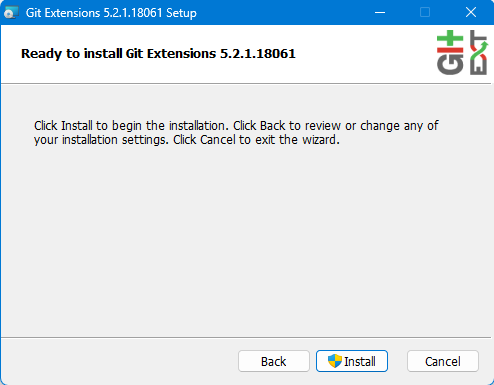 Git Extensions 5.2.1.18061 Setup
Ready to install Git Extensions 5.2.1.18061
Git
EXT
Click Install to begin the installation. Click Back to review or change any of
your installation settings. Click Cancel to exit the wizard.
Back
Install
Cancel